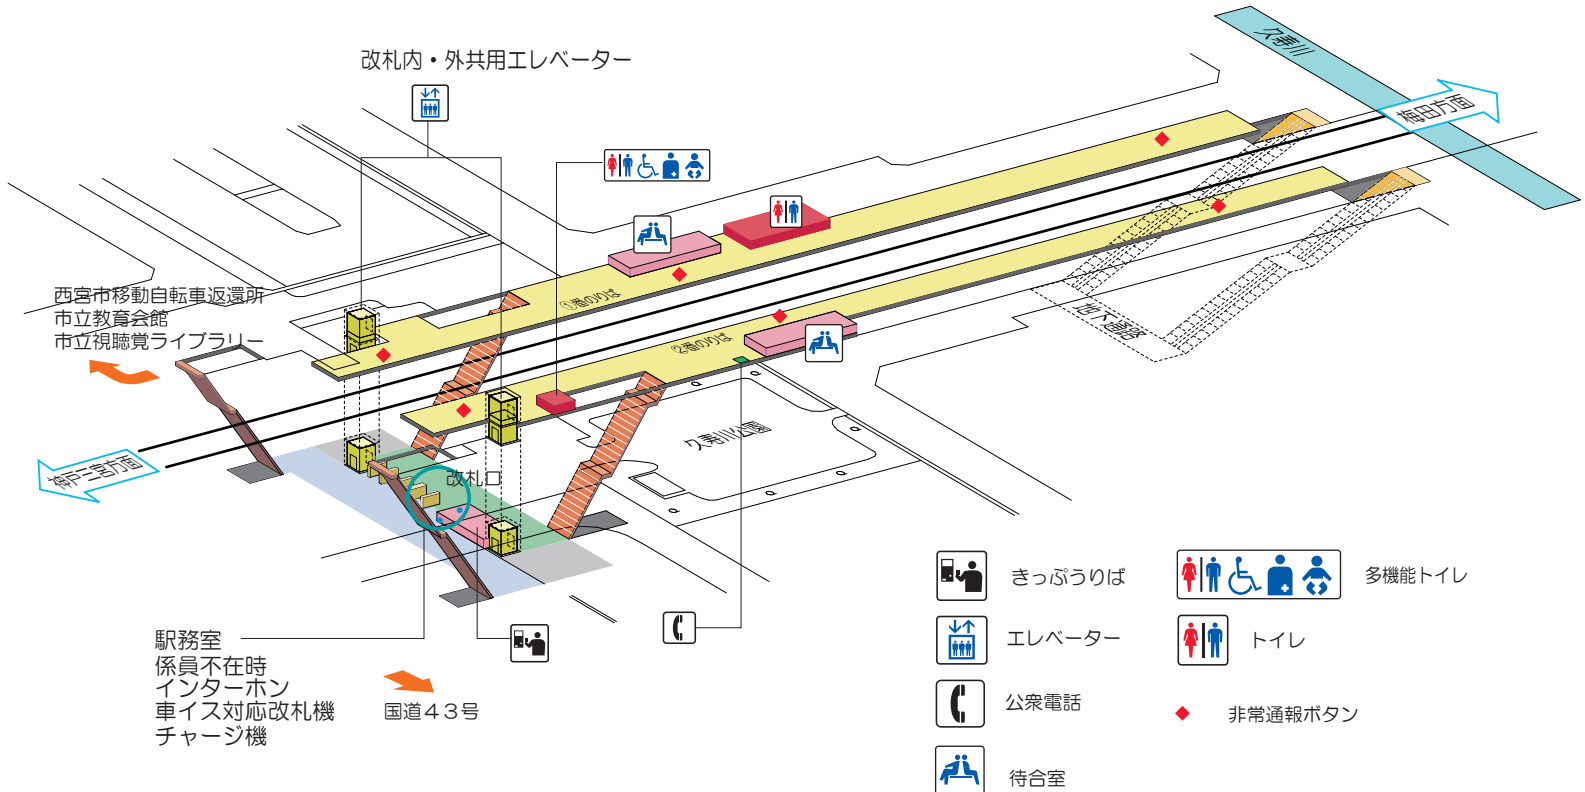 改札内・外共用エレベーター
久寿川
梅田方面
西宮市移動自転車返還所
市立教育会館
市立視聴覚ライブラリー
①番のりば
②番のりば
地下通路
久寿川公園
神戸三宮方面
改札口
駅務室
係員不在時
インターホン
車イス対応改札機
チャージ機
国道43号
きっぷうりば
多機能トイレ
エレベーター
トイレ
公衆電話
非常通報ボタン
待合室